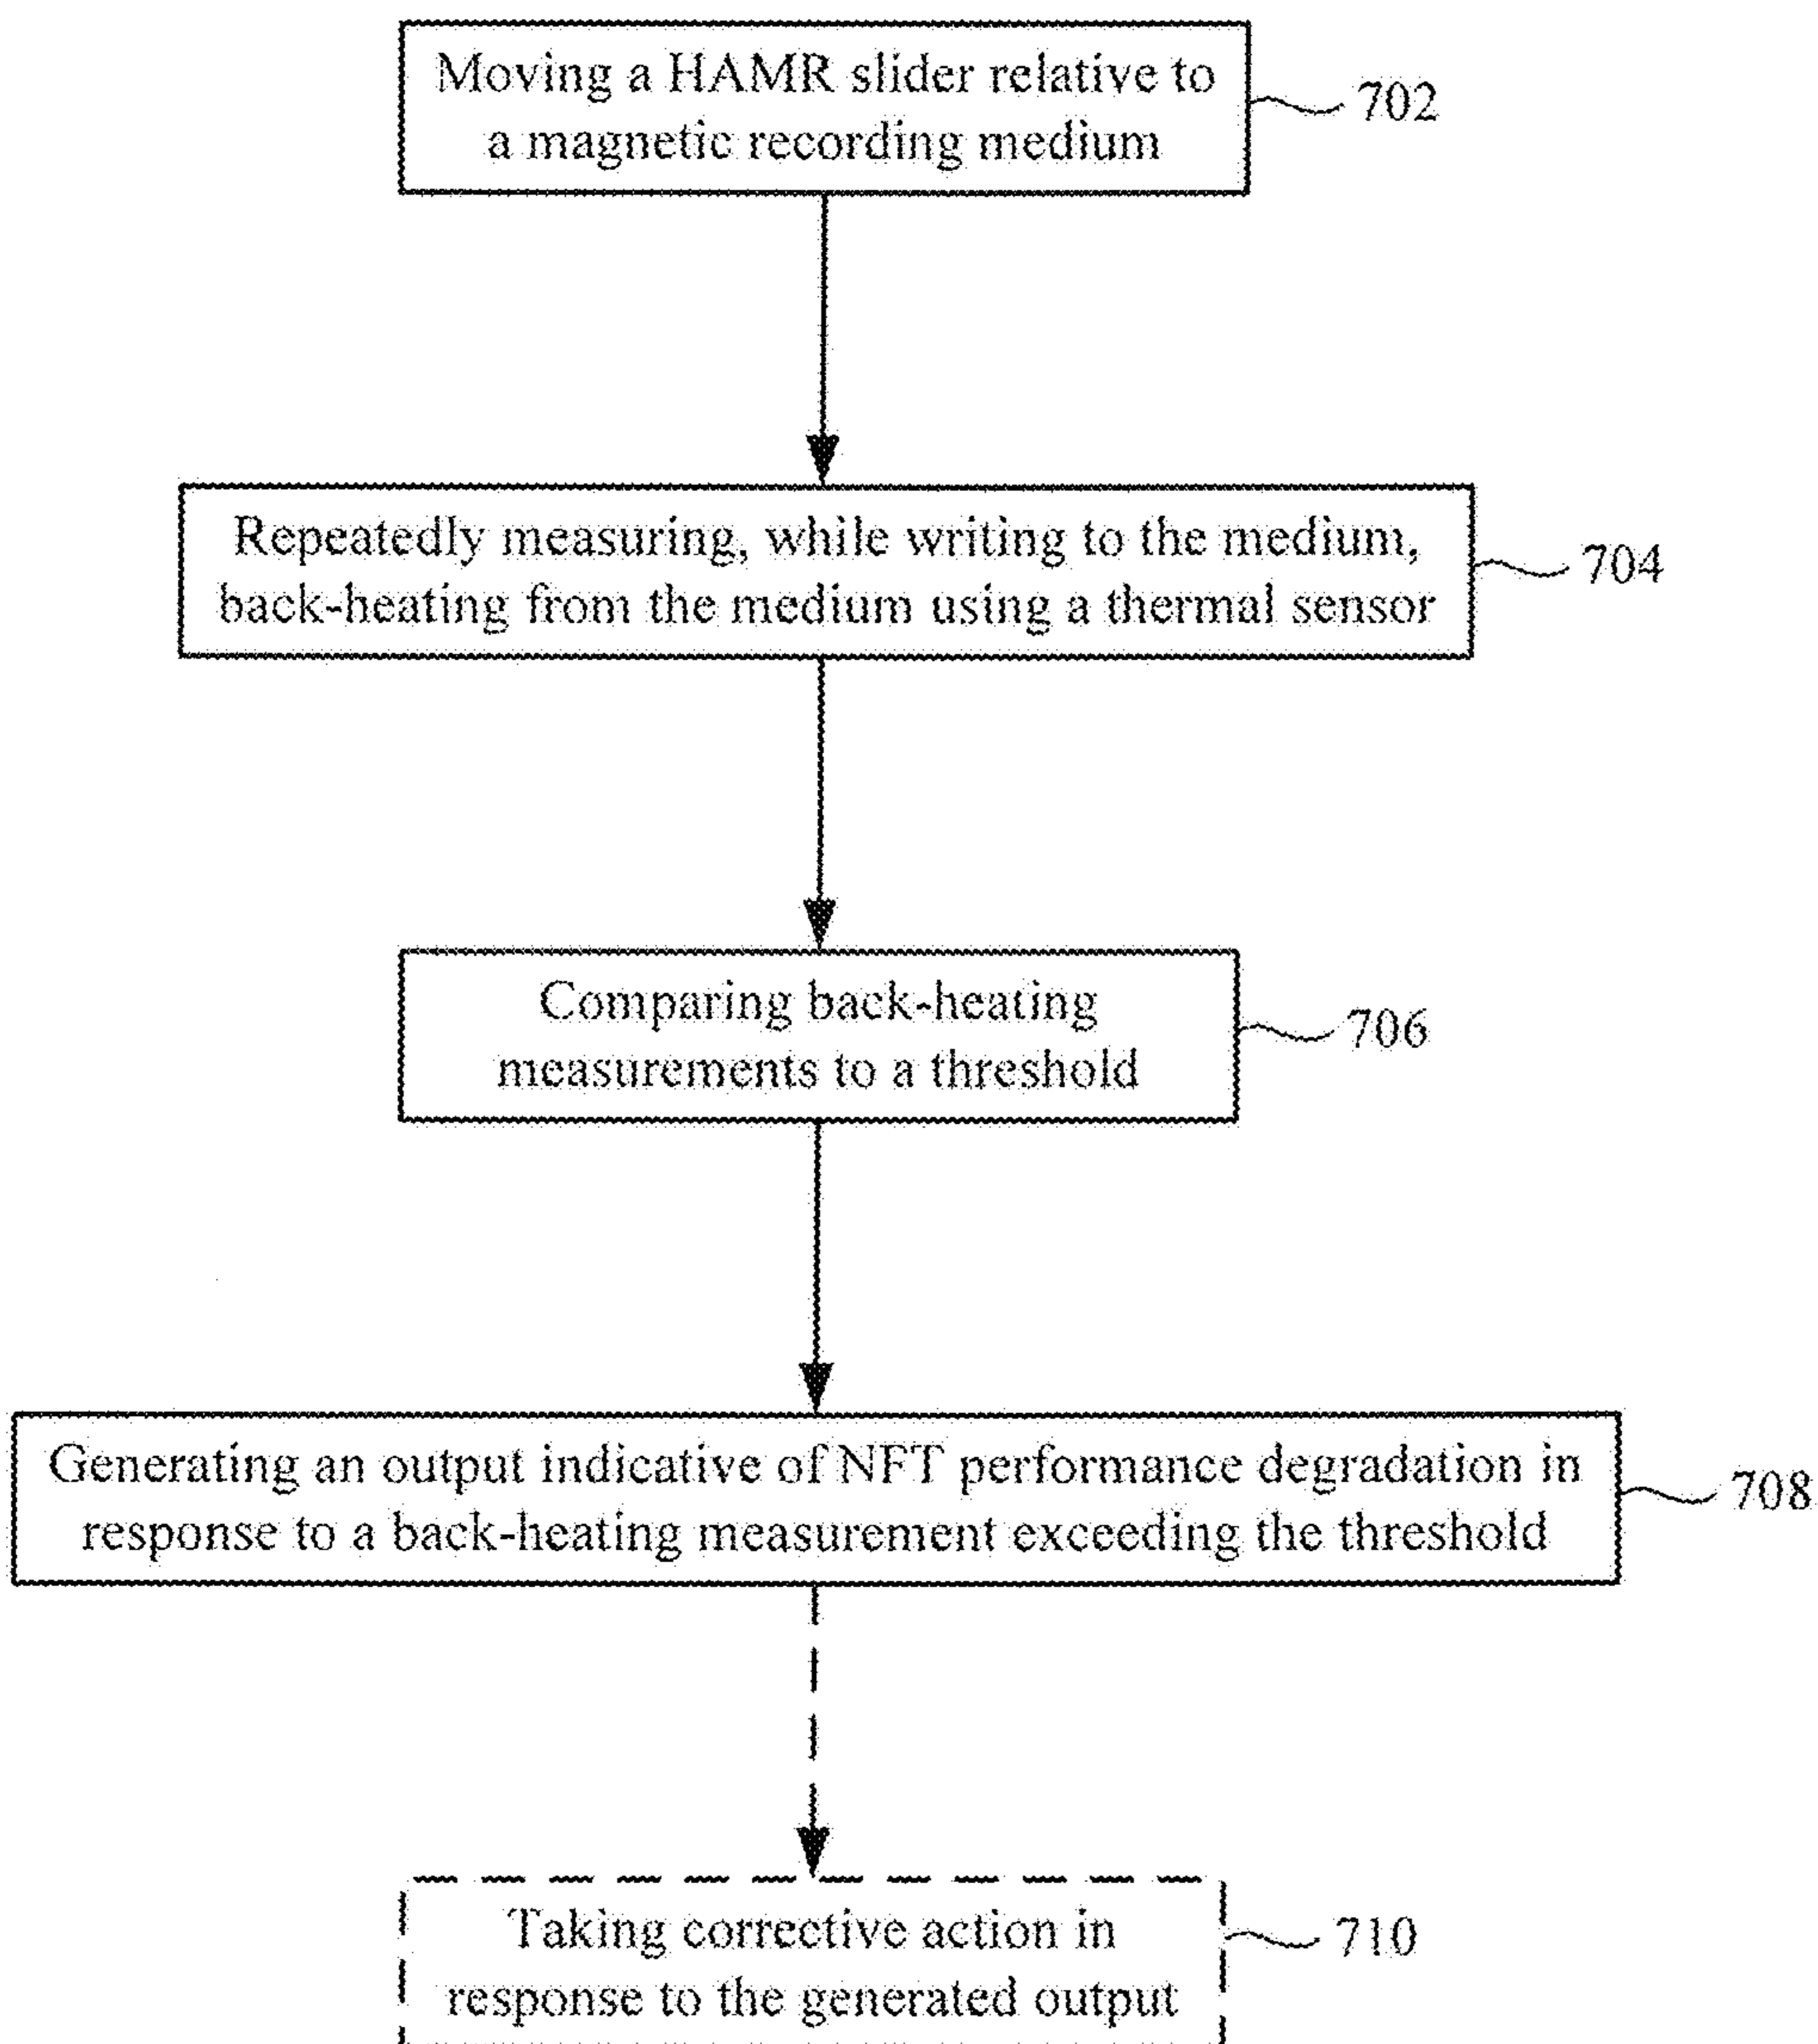 Moving a HAMR slider relative to
a magnetic recording medium
702
Repeatedly measuring, while writing to the medium,
back-heating from the medium using a thermal sensor
704
Comparing back-heating
measurements to a threshold
706
Generating an output indicative of NFT performance degradation in
response to a back-heating measurement exceeding the threshold
708
Taking corrective action in
response to the generated output
710